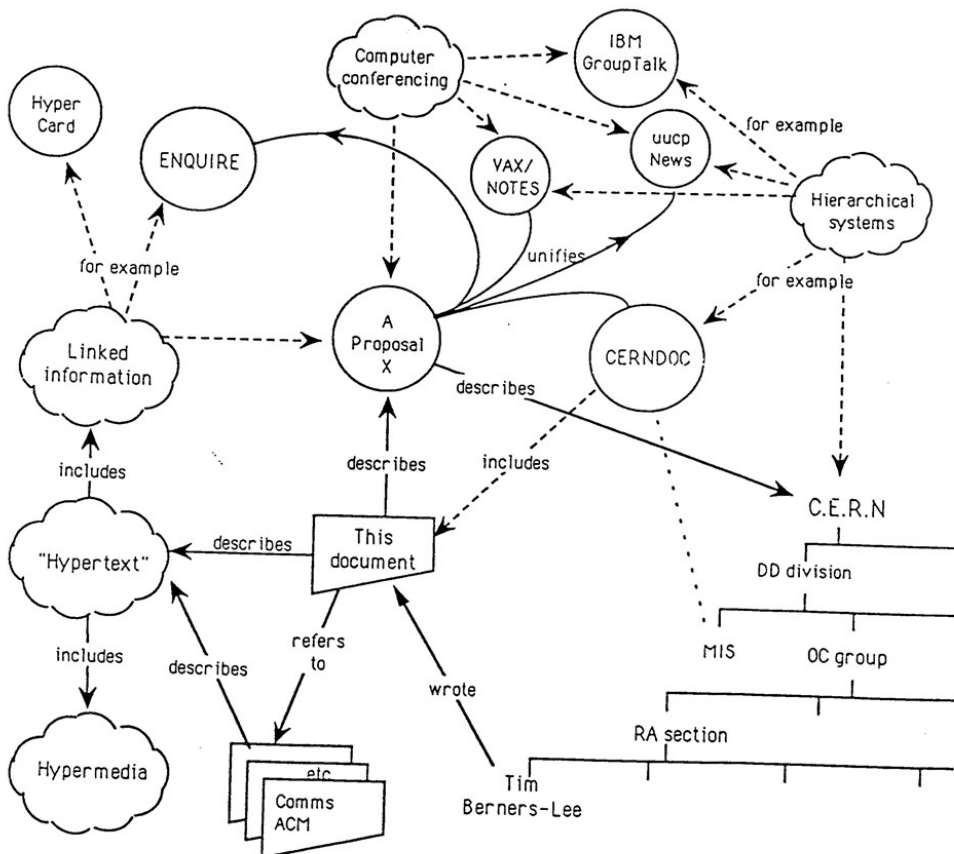 IBM
GroupTalk
Computer
conferencing
Hyper
Card
ENQUIRE
VAX/
NOTES
uucp
News
for example
Hierarchical
systems
unifies
for example
for example
A
Proposal
X
Linked
information
CERNDOC
describes
includes
describes
includes
C.E.R.N
This
document
describes
"Hypertext"
DD division
refers
to
includes
describes
wrote
MIS
OC group
RA section
Hypermedia
etc
Comms
ACM
Tim
Berners-Lee